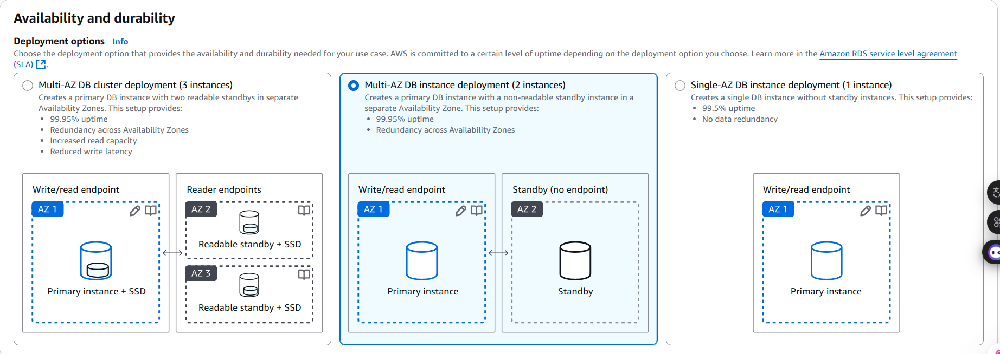 Availability and durability
Deployment options Info
Choose the deployment option that provides the availability and durability needed for your use case. AWS is committed to a certain level of uptime depending on the deployment option you choose. Learn more in the Amazon RDS service level agreement
(SLA).
Multi-AZ DB cluster deployment (3 instances)
Creates a primary DB instance with two readable standbys in separate
Availability Zones. This setup provides:
• 99.95% uptime
• Redundancy across Availability Zones
• Increased read capacity
• Reduced write latency
Write/read endpoint
AZ 1
Primary instance + SSD
Reader endpoints
AZ 2
Readable standby + SSD
AZ 3
Readable standby + SSD
Multi-AZ DB instance deployment (2 instances)
Creates a primary DB instance with a non-readable standby instance in a
separate Availability Zone. This setup provides:
• 99.95% uptime
• Redundancy across Availability Zones
Write/read endpoint
AZ 1
Primary instance
Standby (no endpoint)
AZ 2
Standby
Single-AZ DB instance deployment (1 instance)
Creates a single DB instance without standby instances. This setup provides:
• 99.5% uptime
• No data redundancy
Write/read endpoint
AZ 1
Primary instance